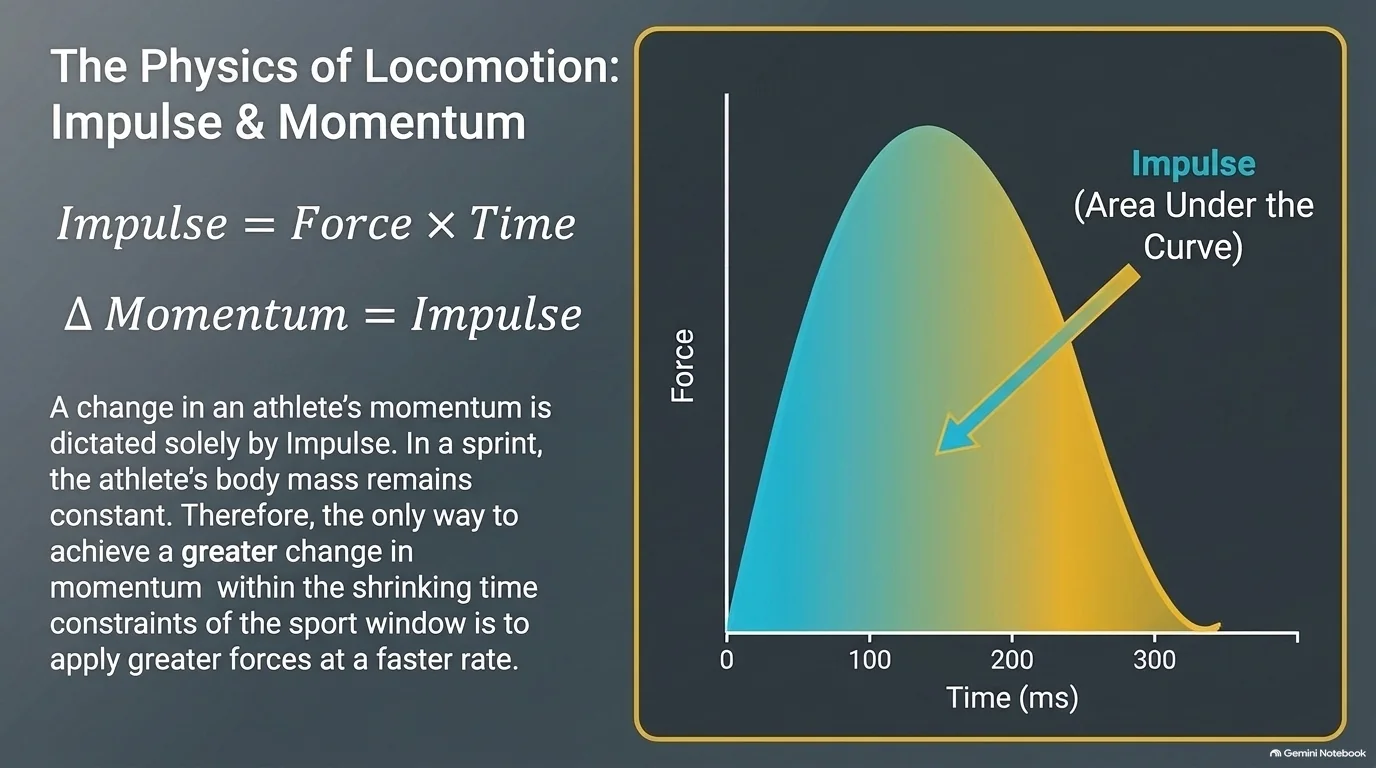 The Physics of Locomotion:
Impulse & Momentum
Impulse = Force × Time
Δ Momentum = Impulse
A change in an athlete’s momentum is
dictated solely by Impulse. In a sprint,
the athlete’s body mass remains
constant. Therefore, the only way to
achieve a greater change in
momentum  within the shrinking time
constraints of the sport window is to
apply greater forces at a faster rate.
Impulse
(Area Under the
Curve)
Force
0 100 200 300
Time (ms)
Gemini Notebook